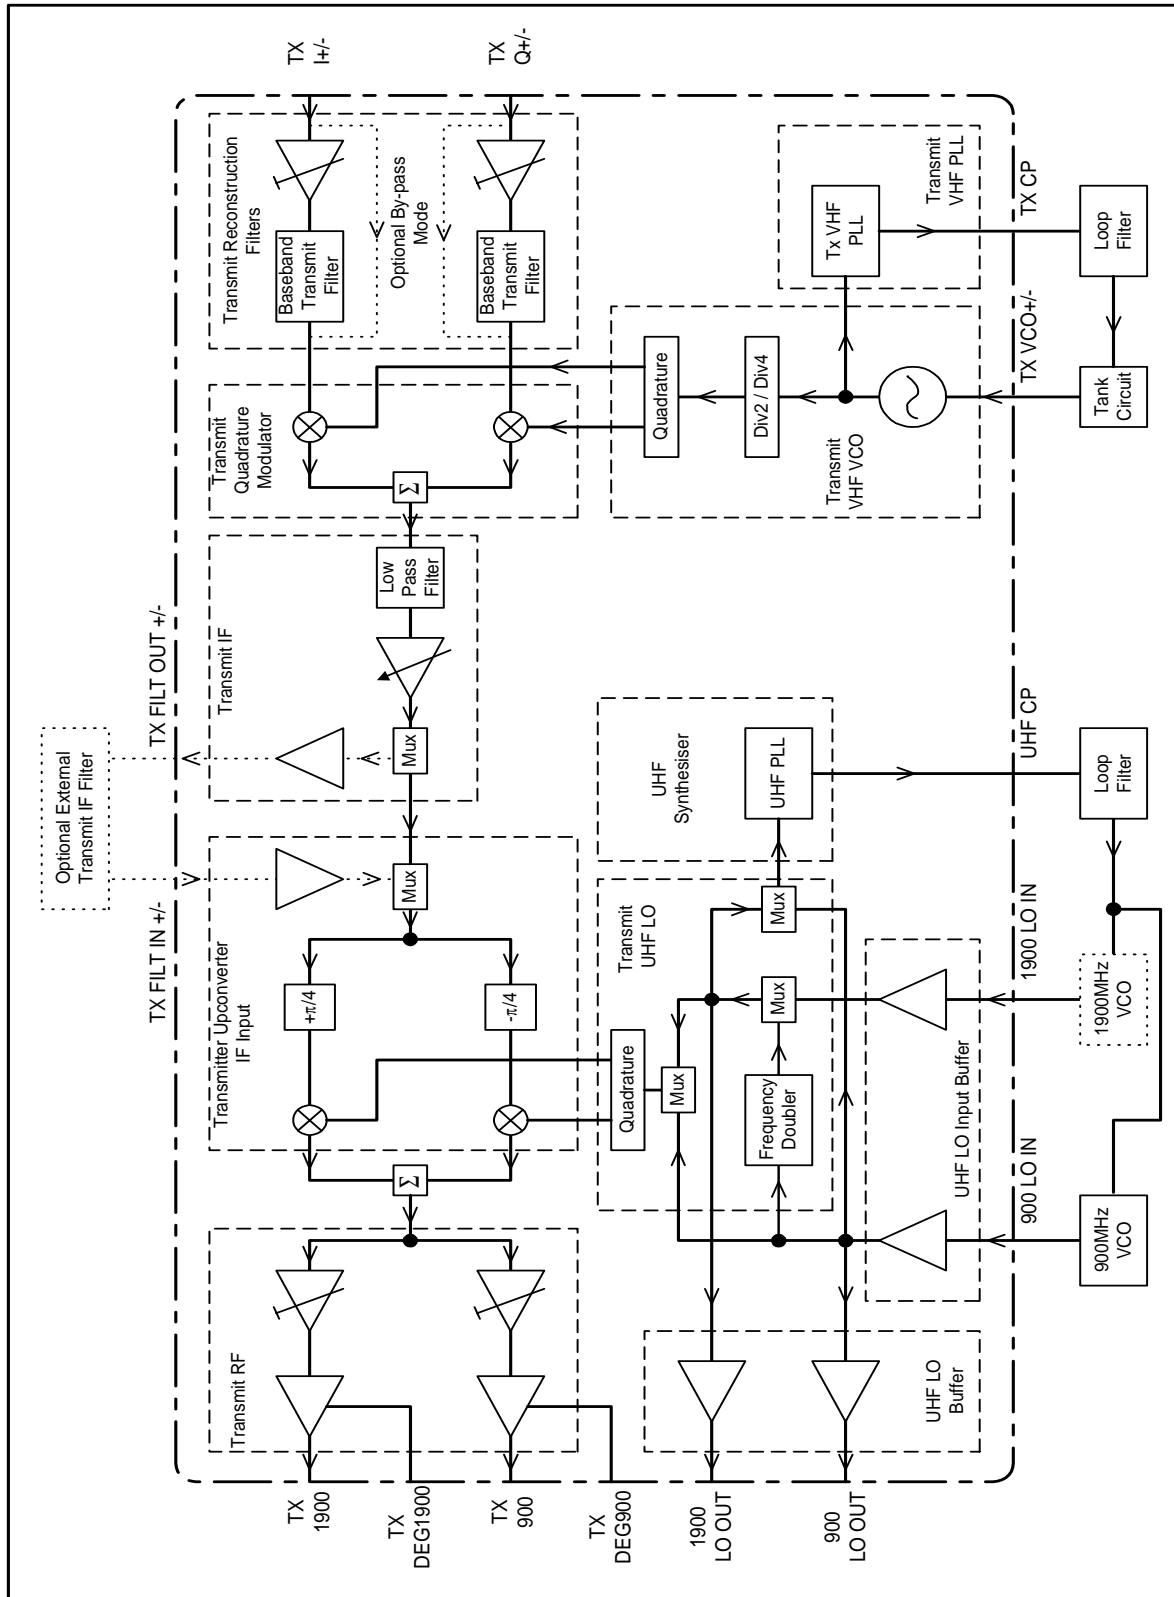 TX
I+/-
TX
Q+/-
Transmit Reconstruction
Filters
Baseband
Transmit
Filter
Optional By-pass
Mode
Baseband
Transmit
Filter
Transmit
VHF PLL
Tx VHF
PLL
TX CP
Loop
Filter
Transmit
Quadrature
Modulator
Σ
Quadrature
Div2 / Div4
Transmit
VHF VCO
TX VCO+/-
Tank
Circuit
TX FILT OUT +/-
Transmit IF
Low
Pass
Filter
Mux
Optional External
Transmit IF Filter
TX FILT IN +/-
Transmitter Upconverter
IF Input
Mux
+π/4
-π/4
Σ
UHF
Synthesiser
UHF PLL
UHF CP
Loop
Filter
Transmit
UHF LO
Mux
Mux
Mux
Quadrature
Frequency
Doubler
UHF LO Input Buffer
1900 LO IN
1900MHz
VCO
900 LO IN
900MHz
VCO
Transmit RF
UHF LO
Buffer
TX
1900
TX
DEG1900
TX
900
TX
DEG900
1900
LO OUT
900
LO OUT